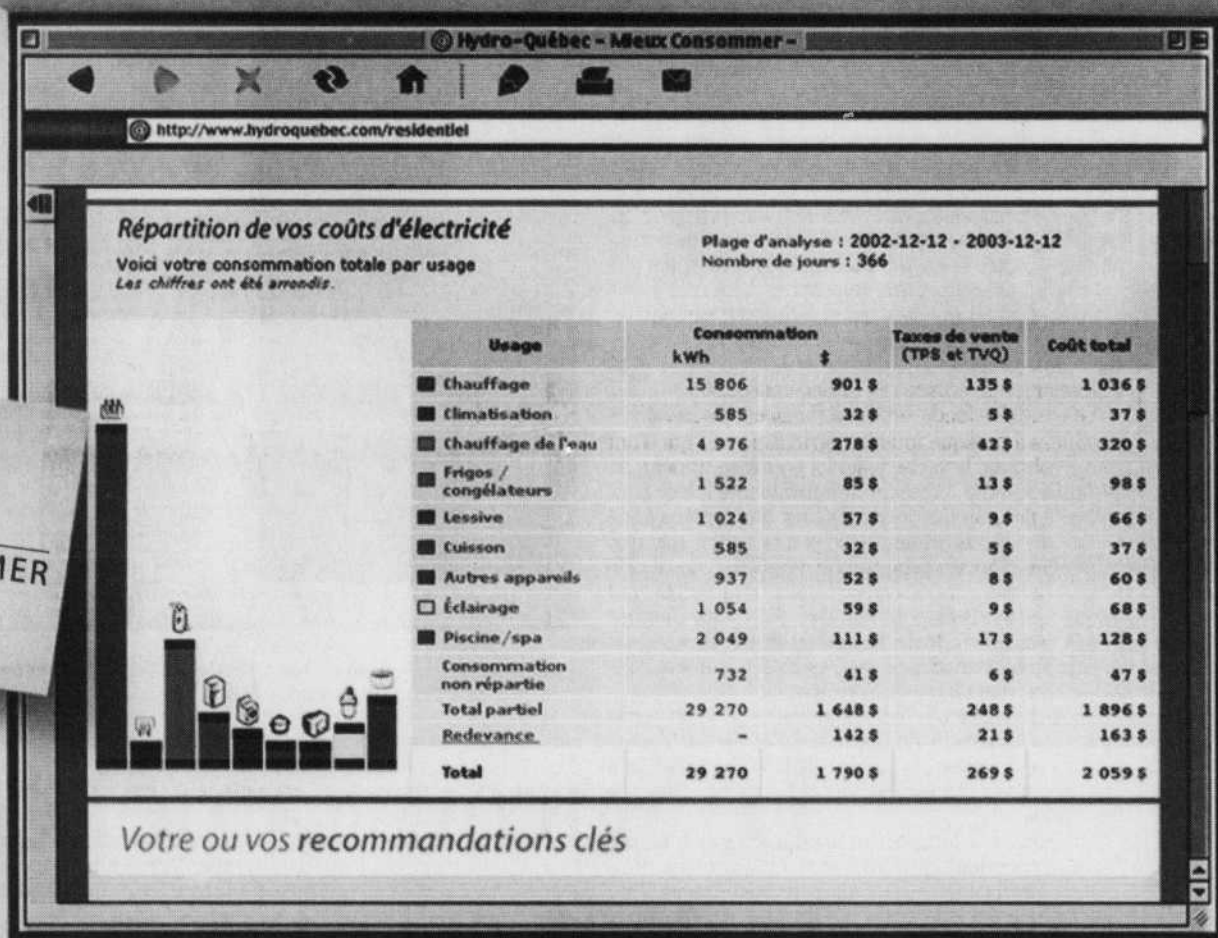 Hydro-Québec - Mieux Consommer -
http://www.hydroquebec.com/residentiel
Répartition de vos coûts d'électricité
Voici votre consommation totale par usage
Les chiffres ont été arrondis.
Plage d'analyse : 2002-12-12 - 2003-12-12
Nombre de jours : 366
Usage Consommation Taxes de vente Coût total
kWh $ (TPS et TVQ)
Chauffage 15 806 901 $ 135 $ 1 036 $
Climatisation 585 32 $ 5 $ 37 $
Chauffage de l'eau 4 976 278 $ 42 $ 320 $
Frigos /
congélateurs 1 522 85 $ 13 $ 98 $
Lessive 1 024 57 $ 9 $ 66 $
Cuisson 585 32 $ 5 $ 37 $
Autres appareils 937 52 $ 8 $ 60 $
Éclairage 1 054 59 $ 9 $ 68 $
Piscine/spa 2 049 111 $ 17 $ 128 $
Consommation
non répartie 732 41 $ 6 $ 47 $
Total partiel 29 270 1 648 $ 248 $ 1 896 $
Redevance 142 $ 21 $ 163 $
Total 29 270 1 790 $ 269 $ 2 059 $
Votre ou vos recommandations clés
MER